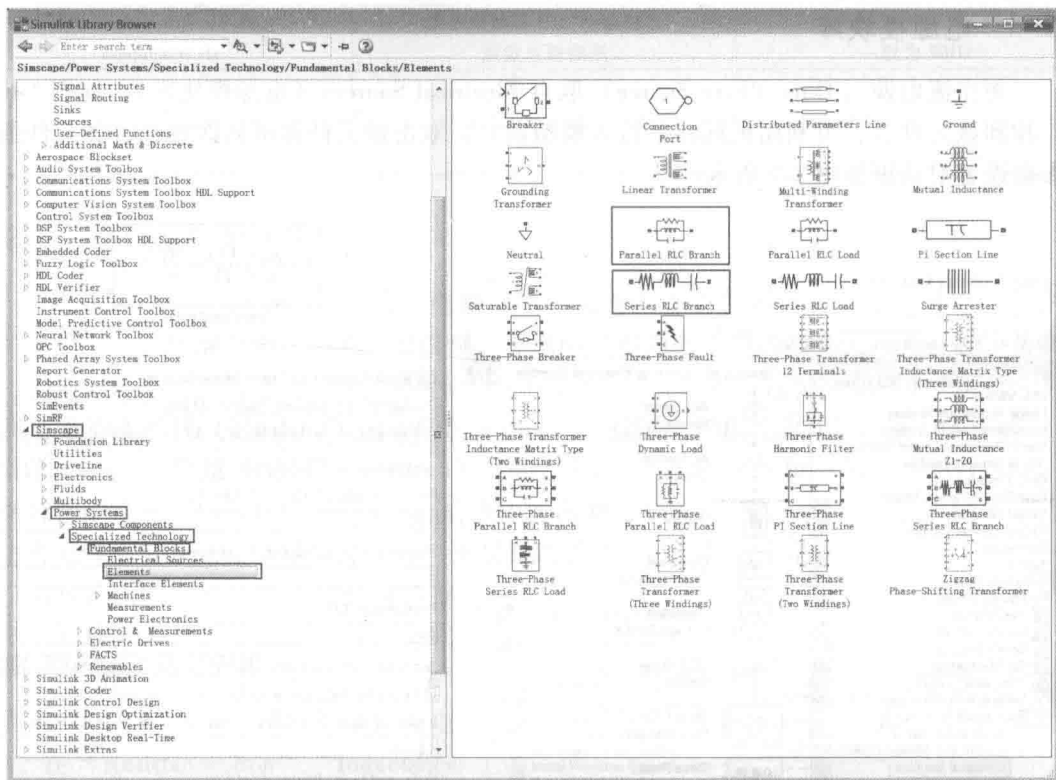 Simulink Library Browser
Enter search term
Simscape/Power Systems/Specialized Technology/Fundamental Blocks/Elements
Signal Attributes
Signal Routing
Sinks
Sources
User-Defined Functions
Additional Math & Discrete
Aerospace Blockset
Audio System Toolbox
Communications System Toolbox
Communications System Toolbox HDL Support
Computer Vision System Toolbox
Control System Toolbox
DSP System Toolbox
DSP System Toolbox HDL Support
Embedded Coder
Fuzzy Logic Toolbox
HDL Coder
HDL Verifier
Image Acquisition Toolbox
Instrument Control Toolbox
Model Predictive Control Toolbox
Neural Network Toolbox
OPC Toolbox
Phased Array System Toolbox
Report Generator
Robotics System Toolbox
Robust Control Toolbox
SimEvents
SimRF
Simscape
Foundation Library
Utilities
Driveline
Electronics
Fluids
Multibody
Power Systems
Simscape Components
Specialized Technology
Fundamental Blocks
Electrical Sources
Elements
Interface Elements
Machines
Measurements
Power Electronics
Control & Measurements
Electric Drives
FACTS
Renewables
Simulink 3D Animation
Simulink Coder
Simulink Control Design
Simulink Design Optimization
Simulink Design Verifier
Simulink Desktop Real-Time
Simulink Extras
Breaker
Connection
Port
Distributed Parameters Line
Ground
Grounding
Transformer
Linear Transformer
Multi-Winding
Transformer
Mutual Inductance
Neutral
Parallel RLC Branch
Parallel RLC Load
Pi Section Line
Saturable Transformer
Series RLC Branch
Series RLC Load
Surge Arrester
Three-Phase Breaker
Three-Phase Fault
Three-Phase Transformer
12 Terminals
Three-Phase Transformer
Inductance Matrix Type
(Three Windings)
Three-Phase Transformer
Inductance Matrix Type
(Two Windings)
Three-Phase
Dynamic Load
Three-Phase
Harmonic Filter
Three-Phase
Mutual Inductance
Z1-Z0
Three-Phase
Parallel RLC Branch
Three-Phase
Parallel RLC Load
Three-Phase
PI Section Line
Three-Phase
Series RLC Branch
Three-Phase
Series RLC Load
Three-Phase
Transformer
(Three Windings)
Three-Phase
Transformer
(Two Windings)
Zigzag
Phase-Shifting Transformer